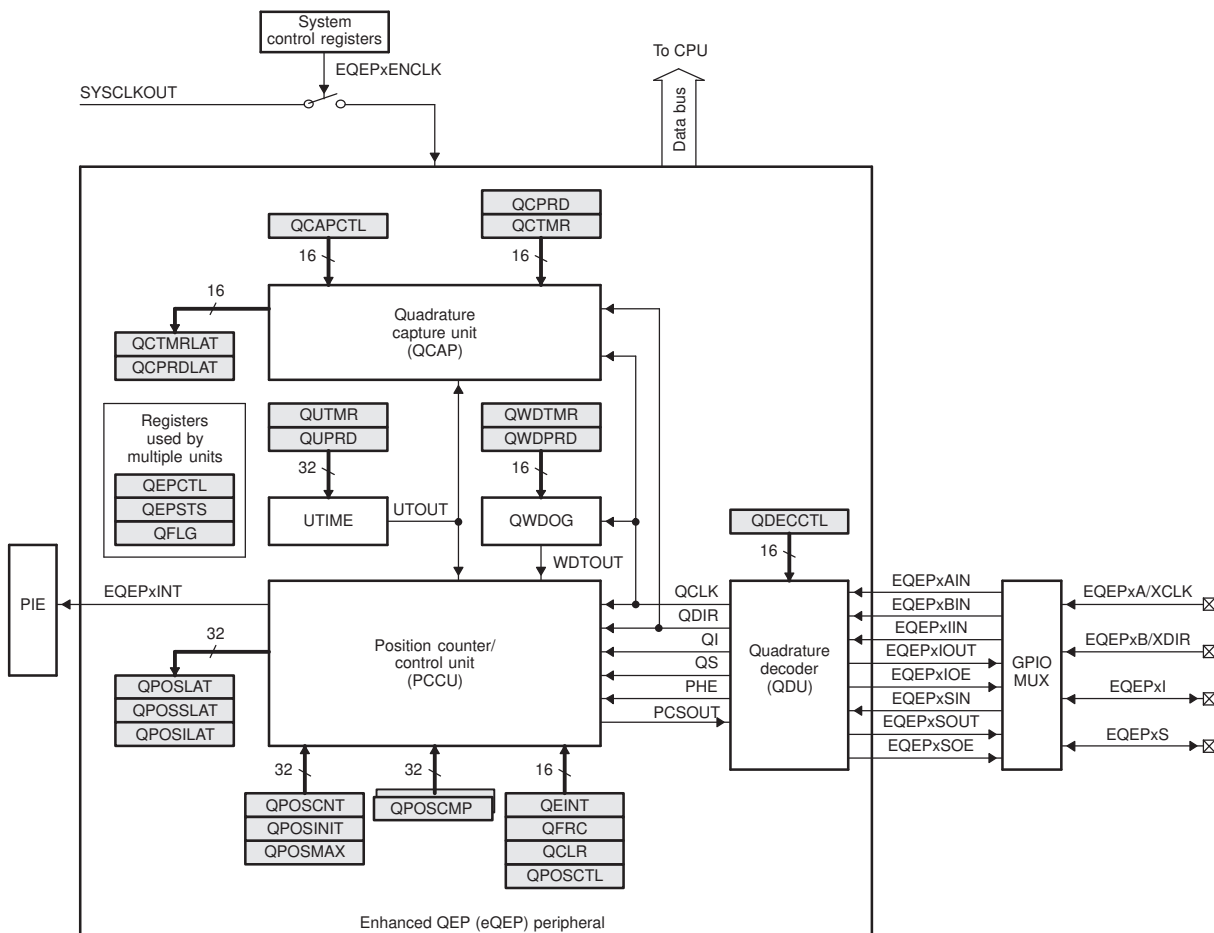 System
control registers
To CPU
EQEPxENCLK
SYSCLKOUT
Data bus
QCPRD
QCAPCTL
QCTMR
16
16
16
Quadrature
capture unit
(QCAP)
QCTMRLAT
QCPRDLAT
Registers
used by
multiple units
QEPCTL
QEPSTS
QFLG
QUTMR
QUPRD
32
QWDTMR
QWDPRD
16
UTIME
UTOUT
QWDOG
WDTOUT
QDECCTL
16
PIE
EQEPxINT
32
QPOSLAT
QPOSSLAT
QPOSILAT
Position counter/
control unit
(PCCU)
QCLK
QDIR
QI
QS
PHE
PCSOUT
Quadrature
decoder
(QDU)
EQEPxAIN
EQEPxBIN
EQEPxIIN
EQEPxIOUT
EQEPxIOE
EQEPxSIN
EQEPxSOUT
EQEPxSOE
GPIO
MUX
EQEPxA/XCLK
EQEPxB/XDIR
EQEPxI
EQEPxS
32
32
16
QPOSCNT
QPOSINIT
QPOSMAX
QPOSCMP
QEINT
QFRC
QCLR
QPOSCTL
Enhanced QEP (eQEP) peripheral